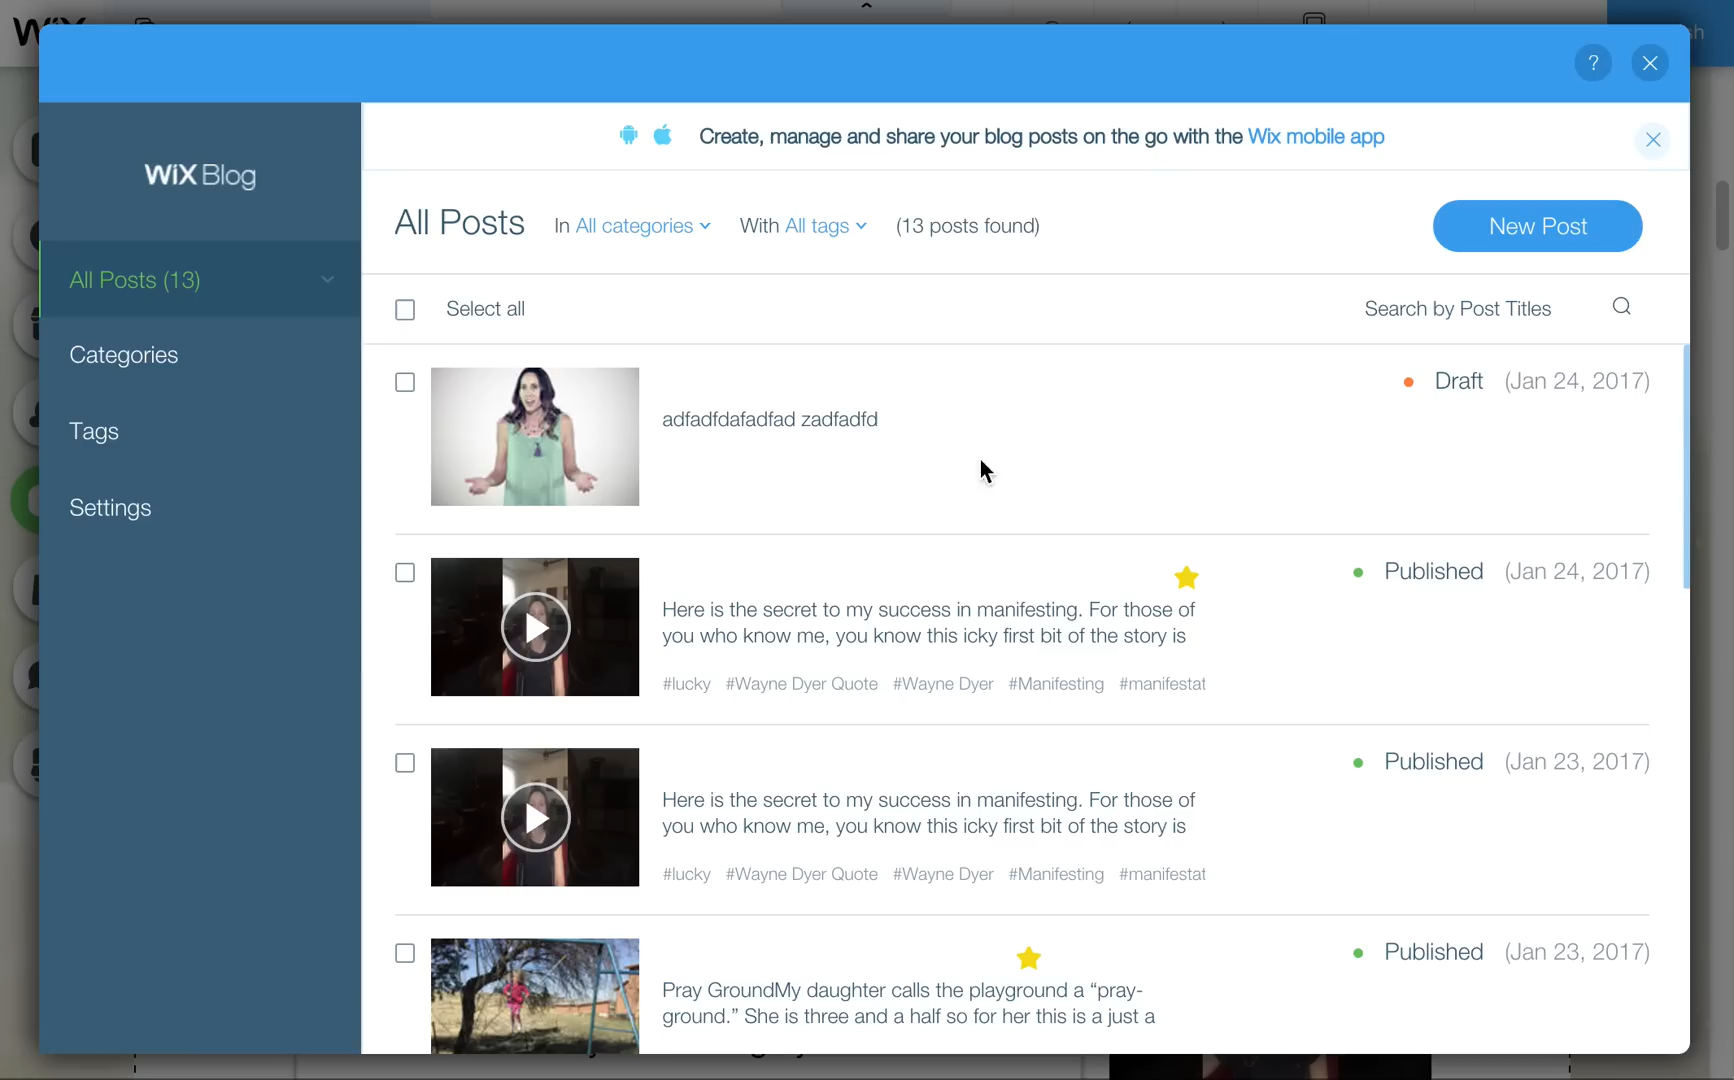 WiX
sh
?
Create, manage and share your blog posts on the go with the Wix mobile app
WiX Blog
All Posts In All categories With All tags (13 posts found)
New Post
All Posts (13)
Select all
Search by Post Titles
Categories
Tags
Settings
Draft (Jan 24, 2017)
adfadfdafadfad zadfadfd
Published (Jan 24, 2017)
Here is the secret to my success in manifesting. For those of
you who know me, you know this icky first bit of the story is
#lucky #Wayne Dyer Quote #Wayne Dyer #Manifesting #manifestat
Published (Jan 23, 2017)
Here is the secret to my success in manifesting. For those of
you who know me, you know this icky first bit of the story is
#lucky #Wayne Dyer Quote #Wayne Dyer #Manifesting #manifestat
Published (Jan 23, 2017)
Pray GroundMy daughter calls the playground a “pray-
ground.” She is three and a half so for her this is a just a